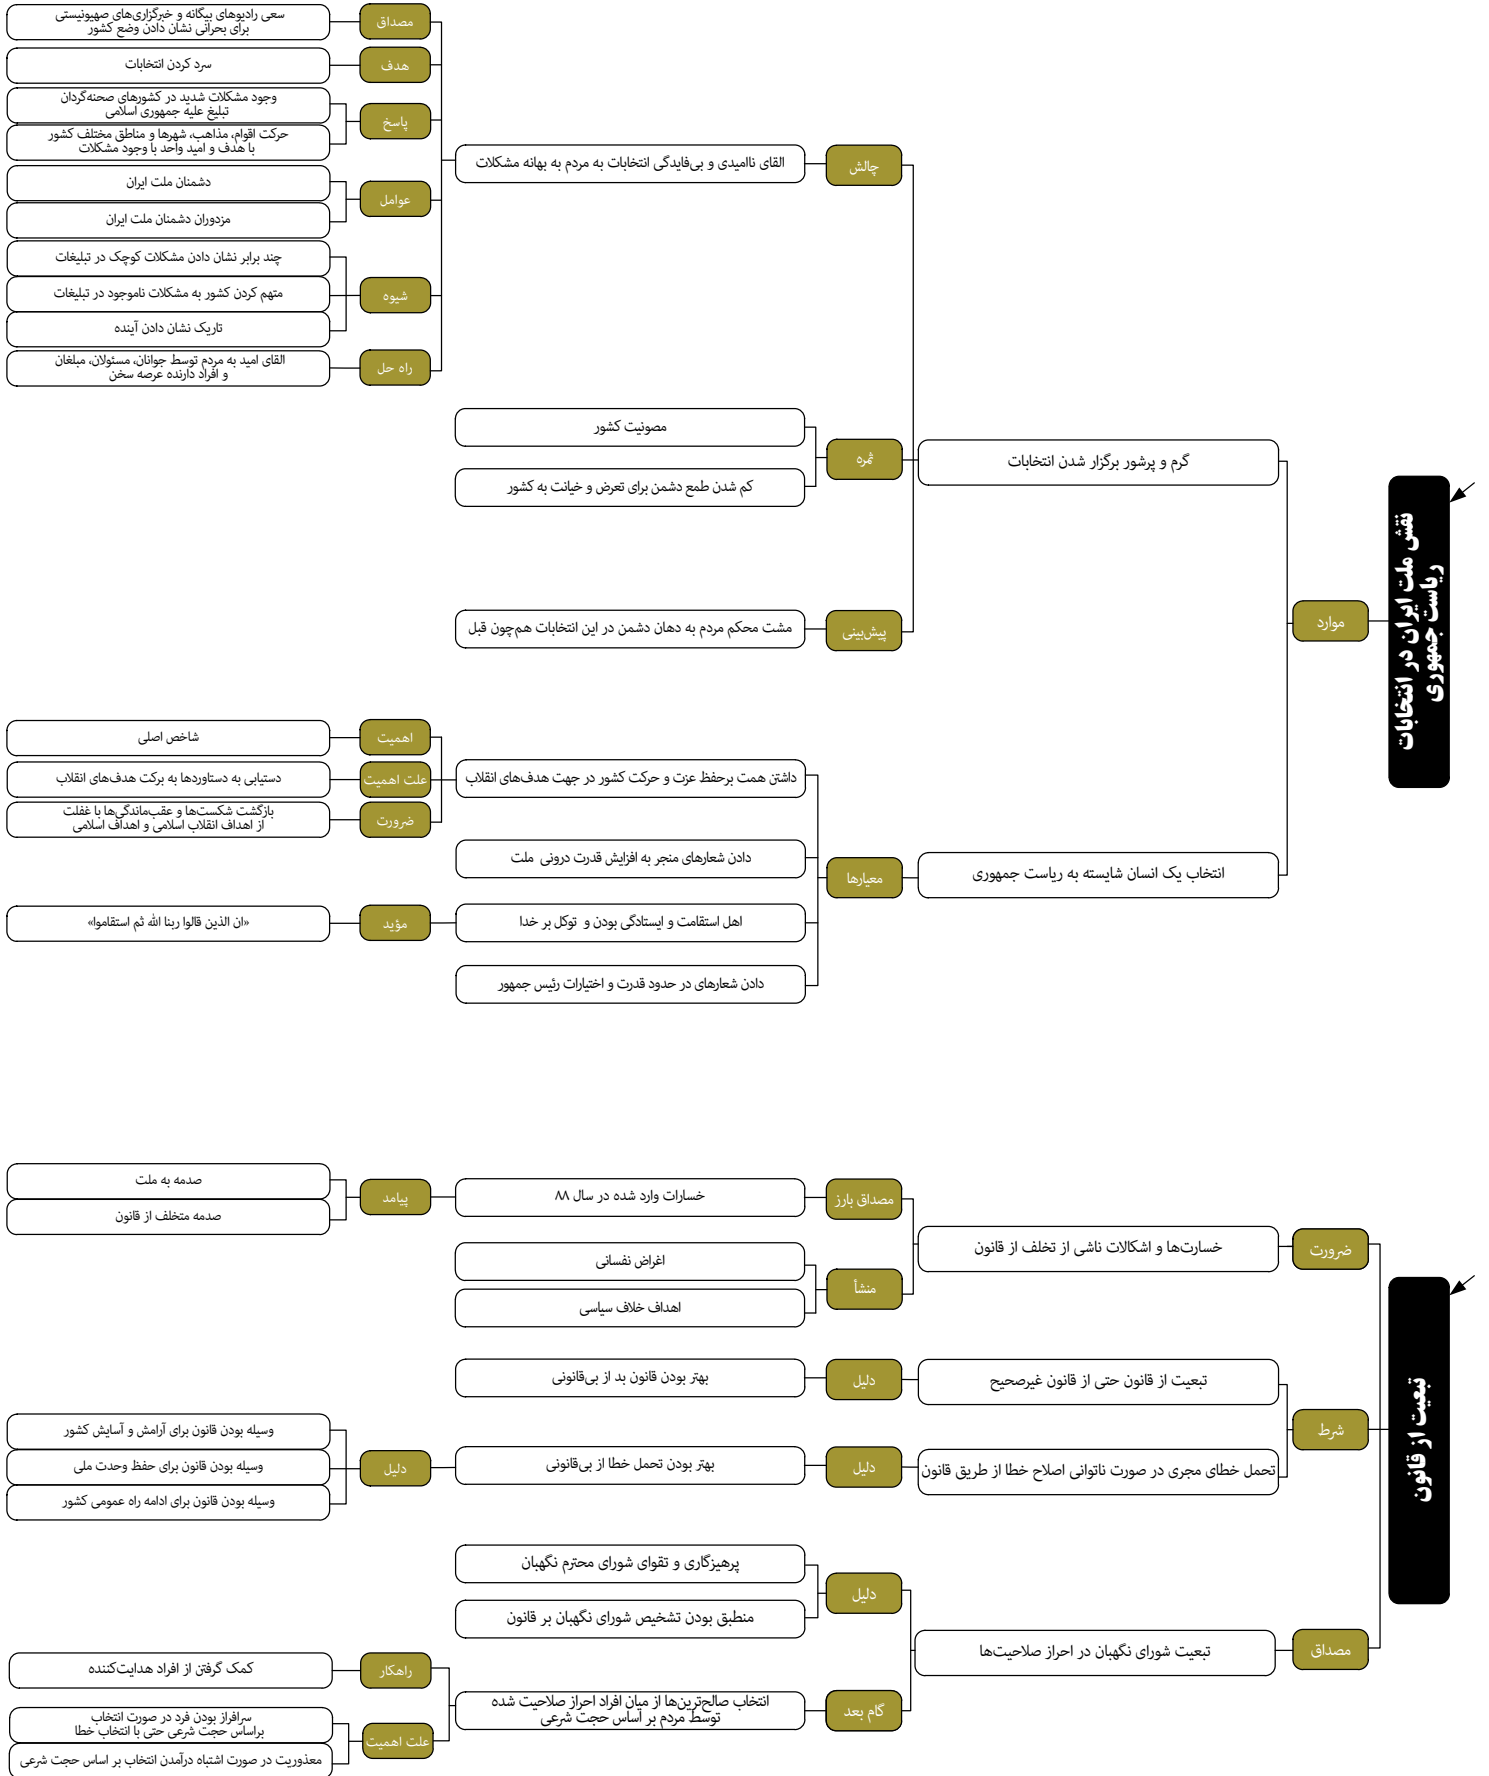 نقش ملت ایران در انتخابات
ریاست جمهوری
موارد
گرم و پرشور برگزار شدن انتخابات
چالش
القای ناامیدی و بی‌فایدگی انتخابات به مردم به بهانه مشکلات
مصداق
سعی رادیوهای بیگانه و خبرگزاری‌های صهیونیستی
برای بحرانی نشان دادن وضع کشور
هدف
سرد کردن انتخابات
پاسخ
وجود مشکلات شدید در کشورهای صحنه‌گردان
تبلیغ علیه جمهوری اسلامی
حرکت اقوام، مذاهب، شهرها و مناطق مختلف کشور
با هدف و امید واحد با وجود مشکلات
عوامل
دشمنان ملت ایران
مزدوران دشمنان ملت ایران
شیوه
چند برابر نشان دادن مشکلات کوچک در تبلیغات
متهم کردن کشور به مشکلات ناموجود در تبلیغات
تاریک نشان دادن آینده
راه حل
القای امید به مردم توسط جوانان، مسئولان، مبلغان
و افراد دارنده عرصه سخن
ثمره
مصونیت کشور
کم شدن طمع دشمن برای تعرض و خیانت به کشور
پیش‌بینی
مشت محکم مردم به دهان دشمن در این انتخابات هم‌چون قبل
انتخاب یک انسان شایسته به ریاست جمهوری
معیارها
داشتن همت برحفظ عزت و حرکت کشور در جهت هدف‌های انقلاب
اهمیت
شاخص اصلی
علت اهمیت
دستیابی به دستاوردها به برکت هدف‌های انقلاب
ضرورت
بازگشت شکست‌ها و عقب‌ماندگی‌ها با غفلت
از اهداف انقلاب اسلامی و اهداف اسلامی
دادن شعارهای منجر به افزایش قدرت درونی ملت
اهل استقامت و ایستادگی بودن و توکل بر خدا
مؤید
«ان الذین قالوا ربنا الله ثم استقاموا»
دادن شعارهای در حدود قدرت و اختیارات رئیس جمهور
تبعیت از قانون
ضرورت
خسارت‌ها و اشکالات ناشی از تخلف از قانون
مصداق بارز
خسارات وارد شده در سال ۸۸
پیامد
صدمه به ملت
صدمه متخلف از قانون
منشأ
اغراض نفسانی
اهداف خلاف سیاسی
شرط
تبعیت از قانون حتی از قانون غیرصحیح
دلیل
بهتر بودن قانون بد از بی‌قانونی
تحمل خطای مجری در صورت ناتوانی اصلاح خطا از طریق قانون
دلیل
بهتر بودن تحمل خطا از بی‌قانونی
دلیل
وسیله بودن قانون برای آرامش و آسایش کشور
وسیله بودن قانون برای حفظ وحدت ملی
وسیله بودن قانون برای ادامه راه عمومی کشور
مصداق
تبعیت شورای نگهبان در احراز صلاحیت‌ها
دلیل
پرهیزگاری و تقوای شورای محترم نگهبان
منطبق بودن تشخیص شورای نگهبان بر قانون
گام بعد
انتخاب صالح‌ترین‌ها از میان افراد احراز صلاحیت شده
توسط مردم بر اساس حجت شرعی
راهکار
کمک گرفتن از افراد هدایت‌کننده
علت اهمیت
سرافراز بودن فرد در صورت انتخاب
براساس حجت شرعی حتی با انتخاب خطا
معذوریت در صورت اشتباه درآمدن انتخاب بر اساس حجت شرعی